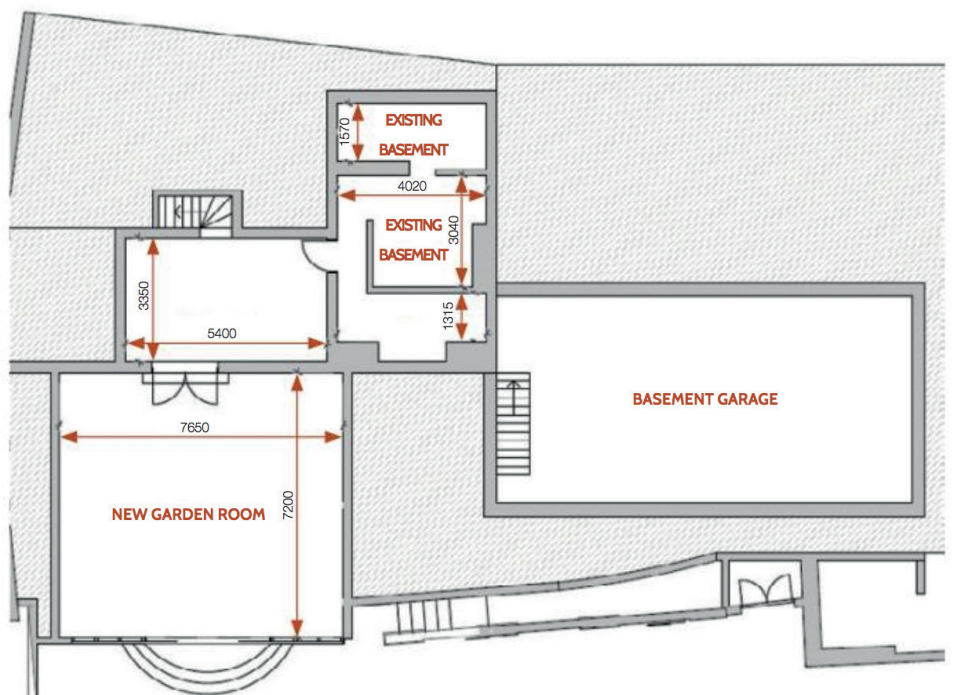 EXISTING
BASEMENT
1570
4020
EXISTING
BASEMENT
3040
3350
5400
1315
BASEMENT GARAGE
7650
7200
NEW GARDEN ROOM